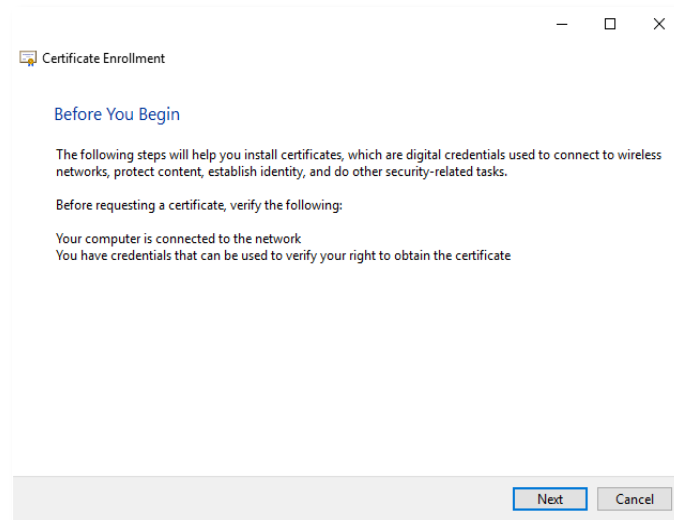 Certificate Enrollment
Before You Begin
The following steps will help you install certificates, which are digital credentials used to connect to wireless
networks, protect content, establish identity, and do other security-related tasks.
Before requesting a certificate, verify the following:
Your computer is connected to the network
You have credentials that can be used to verify your right to obtain the certificate
Next
Cancel